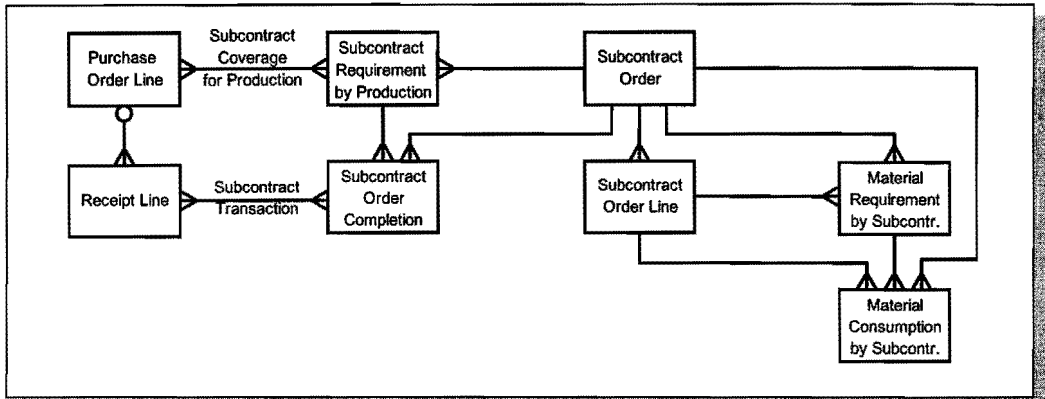 Purchase
Order Line
Subcontract
Coverage
for Production
Subcontract
Requirement
by Production
Subcontract
Order
Receipt Line
Subcontract
Transaction
Subcontract
Order
Completion
Subcontract
Order Line
Material
Requirement
by Subcontr.
Material
Consumption
by Subcontr.